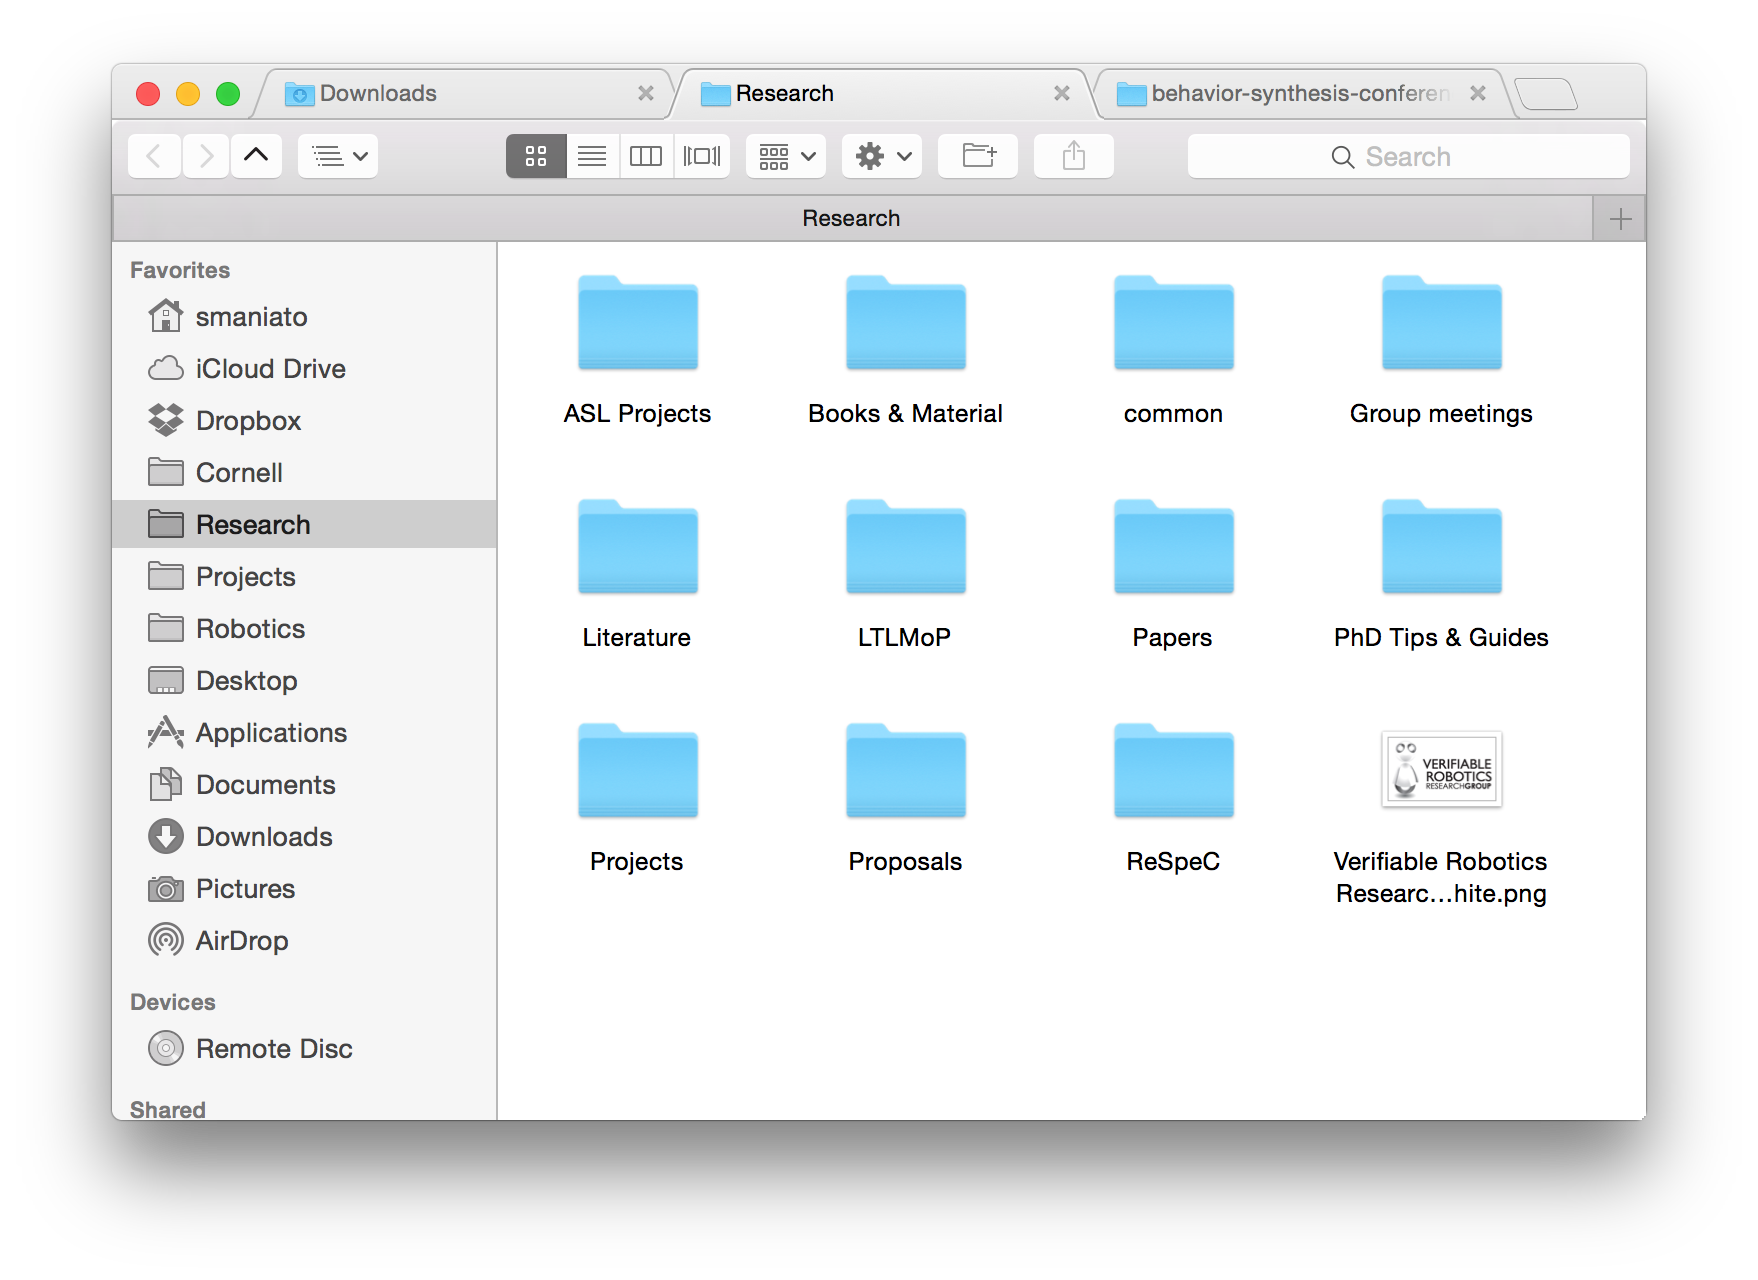 Downloads
Research
behavior-synthesis-conferen
Search
Research
Favorites
smaniato
iCloud Drive
Dropbox
Cornell
Research
Projects
Robotics
Desktop
Applications
Documents
Downloads
Pictures
AirDrop
Devices
Remote Disc
Shared
ASL Projects
Books & Material
common
Group meetings
Literature
LTLMoP
Papers
PhD Tips & Guides
Projects
Proposals
ReSpeC
VERIFIABLE
ROBOTICS
RESEARCHGROUP
Verifiable Robotics
Researc...hite.png